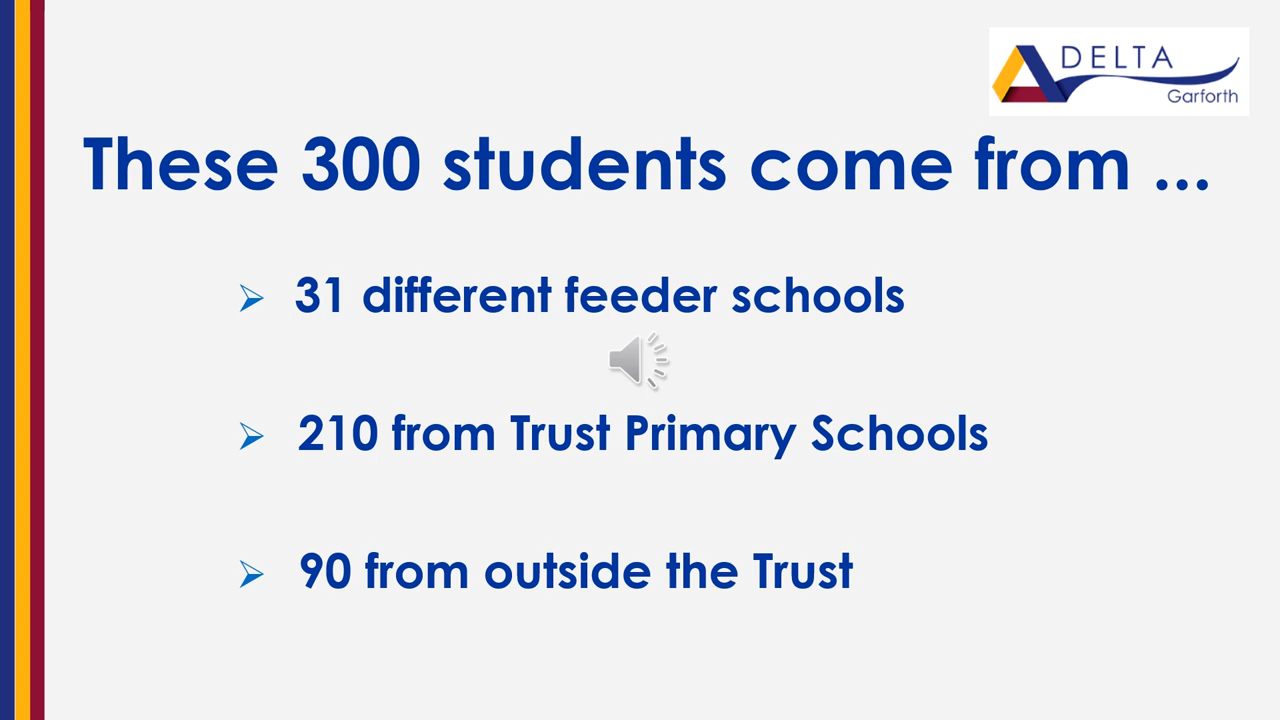 DELTA
Garforth
These 300 students come from ...
➢ 31 different feeder schools
➢ 210 from Trust Primary Schools
➢ 90 from outside the Trust